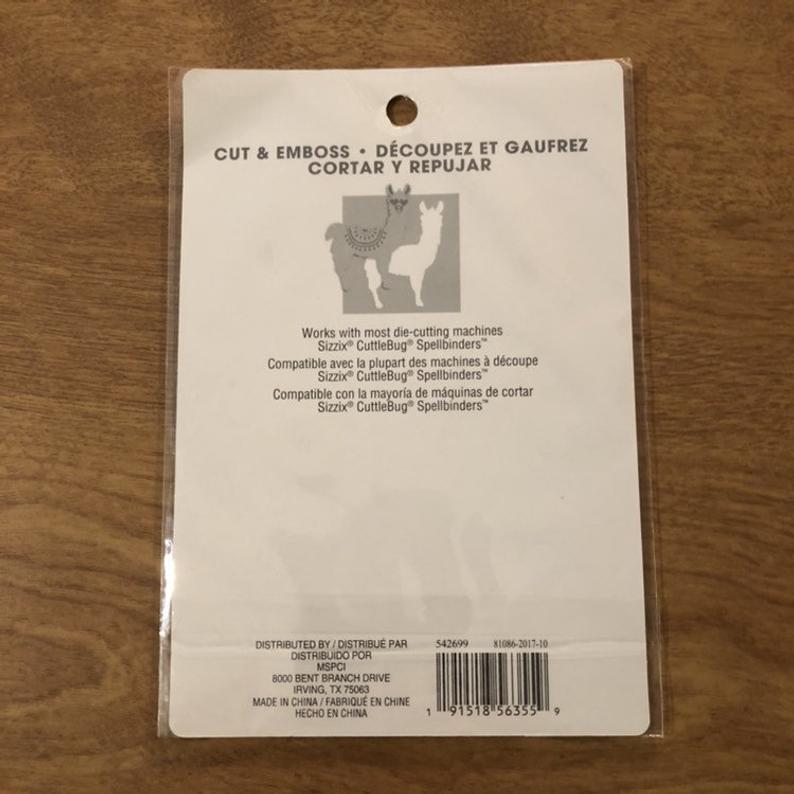 CUT & EMBOSS • DÉCOUPEZ ET GAUFREZ
CORTAR Y REPUJAR
Works with most die-cutting machines
Sizzix® CuttleBug® Spellbinders™
Compatible avec la plupart des machines à découpe
Sizzix® CuttleBug® Spellbinders™
Compatible con la mayoría de máquinas de cortar
Sizzix® CuttleBug® Spellbinders™
DISTRIBUTED BY / DISTRIBUÉ PAR
DISTRIBUIDO POR
MSPCI
8000 BENT BRANCH DRIVE
IRVING, TX 75063
MADE IN CHINA / FABRIQUÉ EN CHINE
HECHO EN CHINA
542699 81086-2017-10
1 91518 56355 9